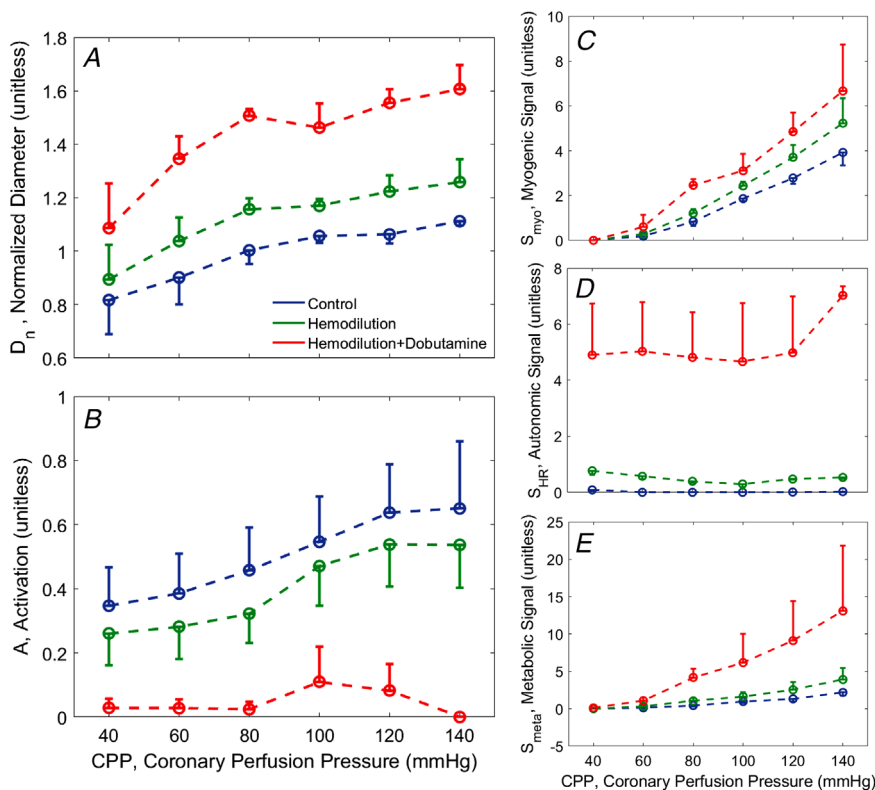 A
D_n , Normalized Diameter (unitless)
1.8
1.6
1.4
1.2
1
0.8
0.6
Control
Hemodilution
Hemodilution+Dobutamine
B
A, Activation (unitless)
1
0.8
0.6
0.4
0.2
0
40 60 80 100 120 140
CPP, Coronary Perfusion Pressure (mmHg)
C
S_myo, Myogenic Signal (unitless)
10
8
6
4
2
0
D
S_HR, Autonomic Signal (unitless)
8
6
4
2
0
E
S_meta, Metabolic Signal (unitless)
25
20
15
10
5
0
-5
40 60 80 100 120 140
CPP, Coronary Perfusion Pressure (mmHg)